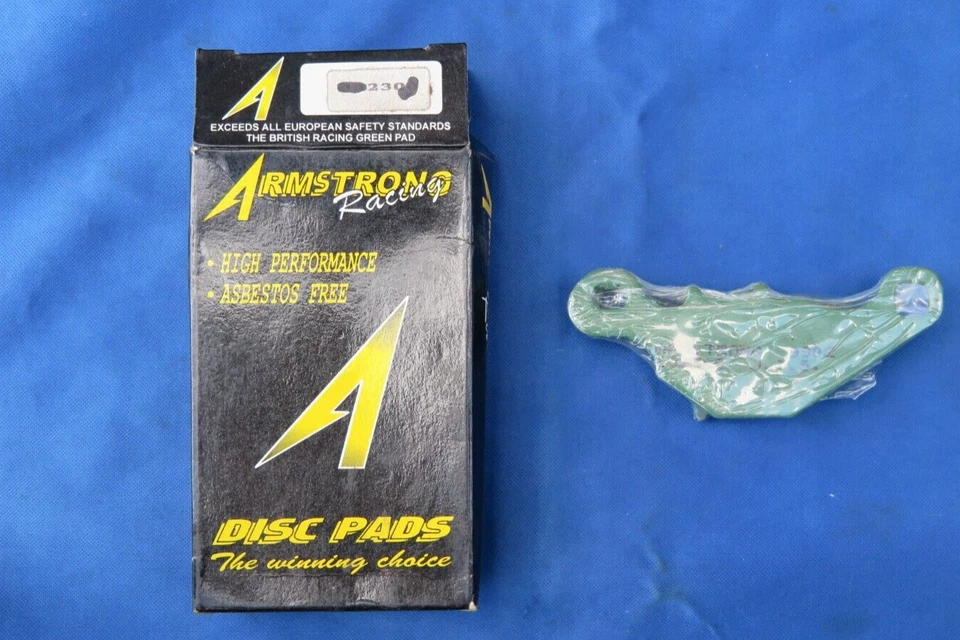 230
EXCEEDS ALL EUROPEAN SAFETY STANDARDS
THE BRITISH RACING GREEN PAD
ARMSTRONG
Racing
• HIGH PERFORMANCE
• ASBESTOS FREE
DISC PADS
The winning choice